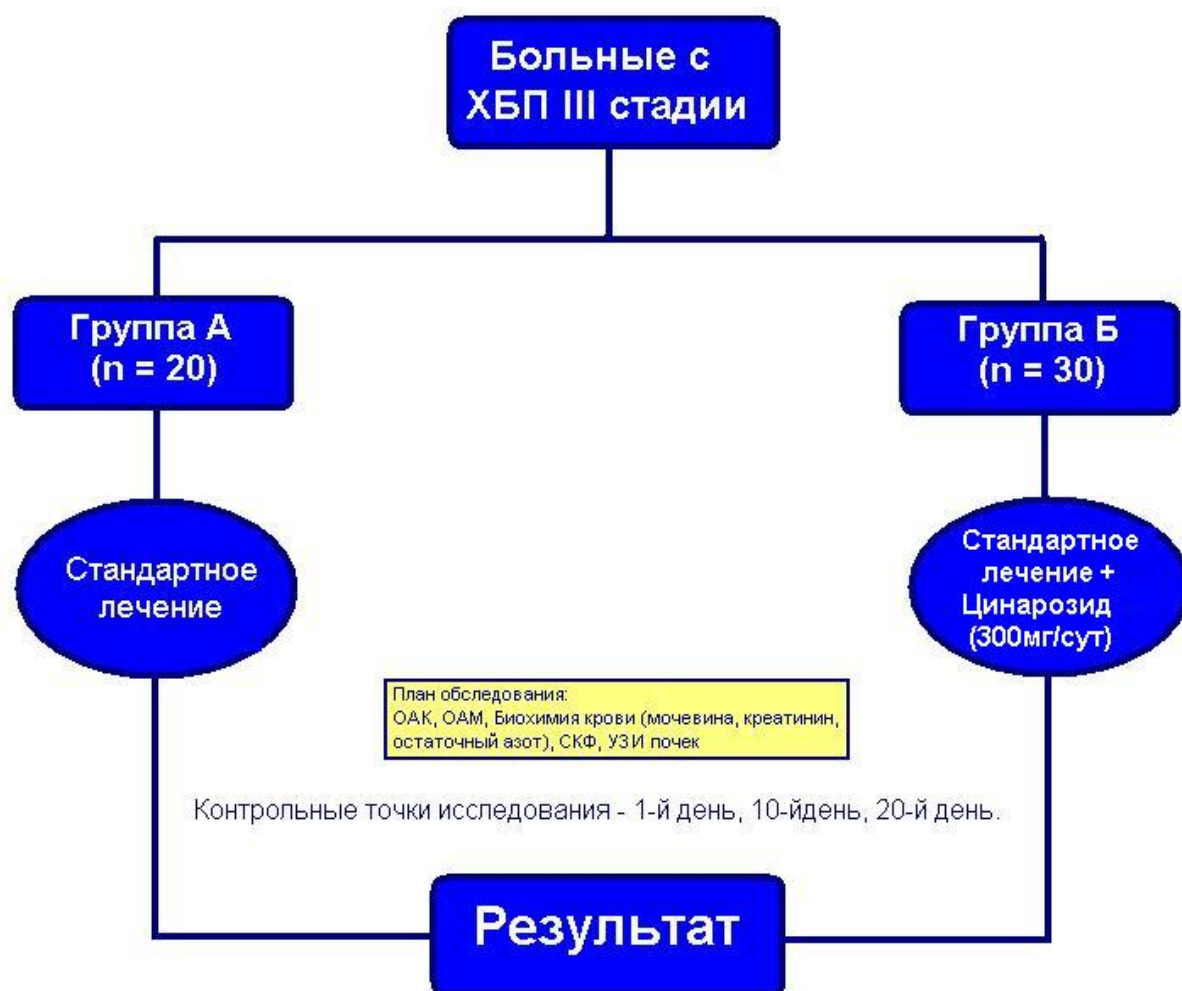 Больные с
ХБП III стадии
Группа А
(n = 20)
Группа Б
(n = 30)
Стандартное
лечение
Стандартное
лечение +
Цинарозид
(300мг/сут)
План обследования:
ОАК, ОАМ, Биохимия крови (мочевина, креатинин,
остаточный азот), СКФ, УЗИ почек
Контрольные точки исследования - 1-й день, 10-йдень, 20-й день.
Результат